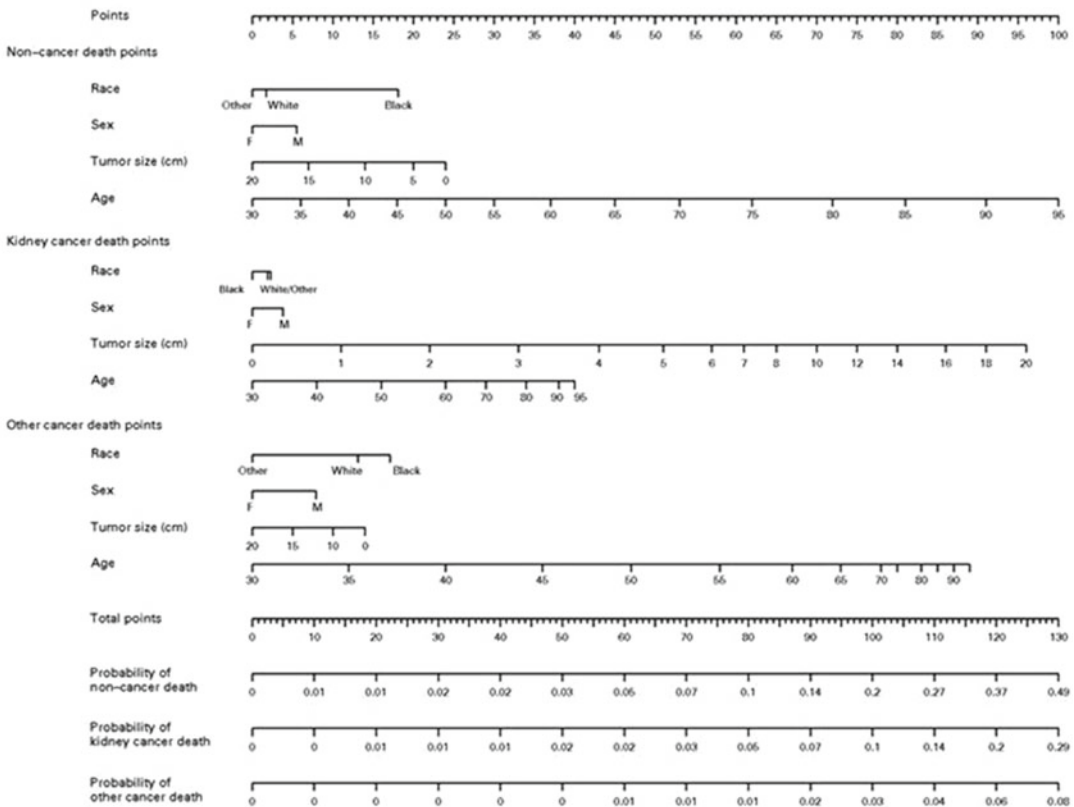 Points
0 5 10 15 20 25 30 35 40 45 50 55 60 65 70 75 80 85 90 95 100
Non–cancer death points
Race
Other White Black
Sex
F M
Tumor size (cm)
20 15 10 5 0
Age
30 35 40 45 50 55 60 65 70 75 80 85 90 95
Kidney cancer death points
Race
Black White/Other
Sex
F M
Tumor size (cm)
0 1 2 3 4 5 6 7 8 10 12 14 16 18 20
Age
30 40 50 60 70 80 90 95
Other cancer death points
Race
Other White Black
Sex
F M
Tumor size (cm)
20 15 10 0
Age
30 35 40 45 50 55 60 65 70 80 90
Total points
0 10 20 30 40 50 60 70 80 90 100 110 120 130
Probability of
non–cancer death
0 0.01 0.01 0.02 0.02 0.03 0.05 0.07 0.1 0.14 0.2 0.27 0.37 0.49
Probability of
kidney cancer death
0 0 0.01 0.01 0.01 0.02 0.02 0.03 0.05 0.07 0.1 0.14 0.2 0.29
Probability of
other cancer death
0 0 0 0 0 0 0.01 0.01 0.01 0.02 0.03 0.04 0.06 0.08